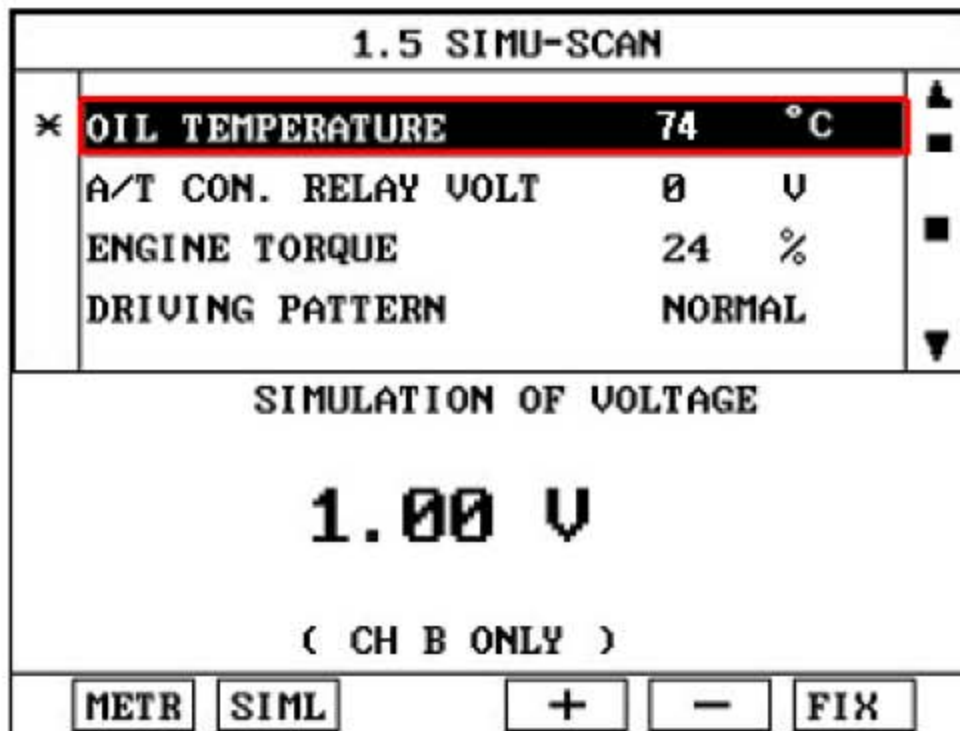 1.5 SIMU-SCAN
* OIL TEMPERATURE 74 °C
A/T CON. RELAY VOLT 0 V
ENGINE TORQUE 24 %
DRIVING PATTERN NORMAL
SIMULATION OF VOLTAGE
1.00 V
( CH B ONLY )
METR SIML + - FIX